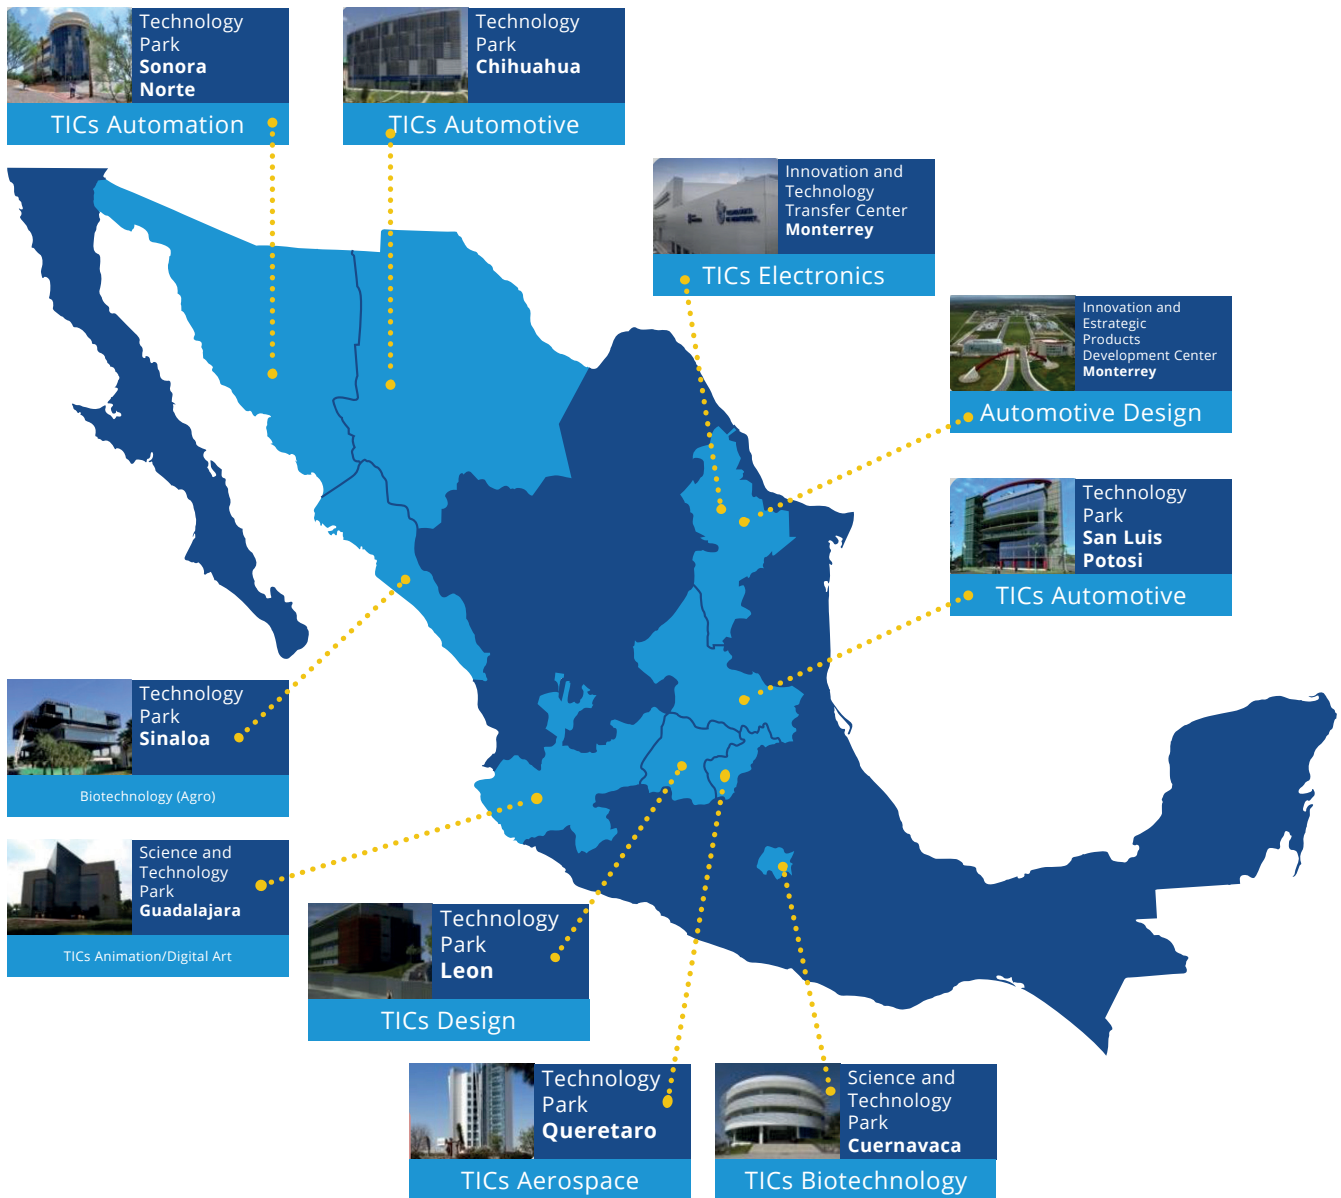 Technology
Park
Sonora
Norte
TICs Automation
Technology
Park
Chihuahua
TICs Automotive
Innovation and
Technology
Transfer Center
Monterrey
TICs Electronics
Innovation and
Estrategic
Products
Development Center
Monterrey
Automotive Design
Technology
Park
San Luis
Potosi
TICs Automotive
Technology
Park
Sinaloa
Biotechnology (Agro)
Science and
Technology
Park
Guadalajara
TICs Animation/Digital Art
Technology
Park
Leon
TICs Design
Technology
Park
Queretaro
TICs Aerospace
Science and
Technology
Park
Cuernavaca
TICs Biotechnology